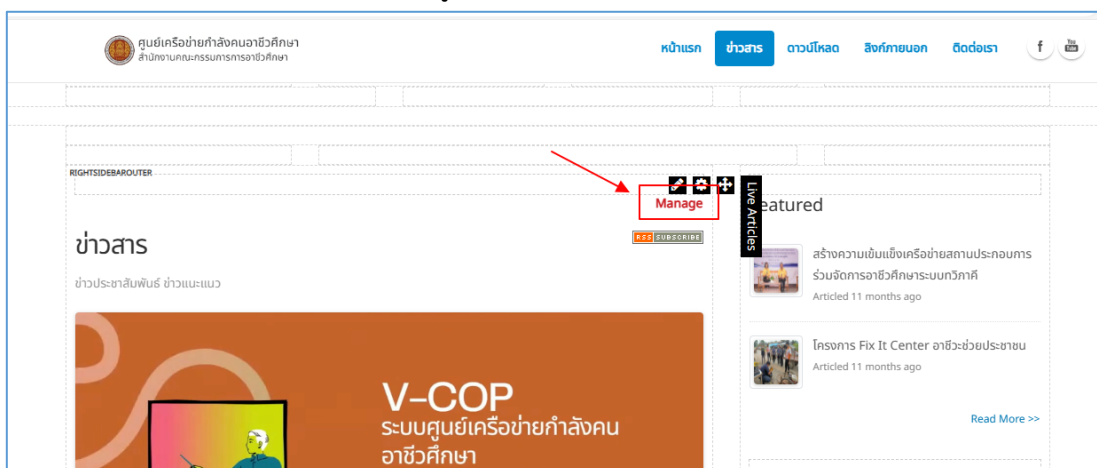 ศูนย์เครือข่ายกำลังคนอาชีวศึกษา
สำนักงานคณะกรรมการการอาชีวศึกษา
หน้าแรก ข่าวสาร ดาวน์โหลด ลิงก์ภายนอก ติดต่อเรา f You Tube
RIGHTSIDEBAROUTER
Manage
Live Articles
eatured
ข่าวสาร
RSS SUBSCRIBE
ข่าวประชาสัมพันธ์ ข่าวแนะแนว
สร้างความเข้มแข็งเครือข่ายสถานประกอบการ
ร่วมจัดการอาชีวศึกษาระบบทวิภาคี
Articled 11 months ago
โครงการ Fix It Center อาชีวะช่วยประชาชน
Articled 11 months ago
Read More >>
V-COP
ระบบศูนย์เครือข่ายกำลังคน
อาชีวศึกษา